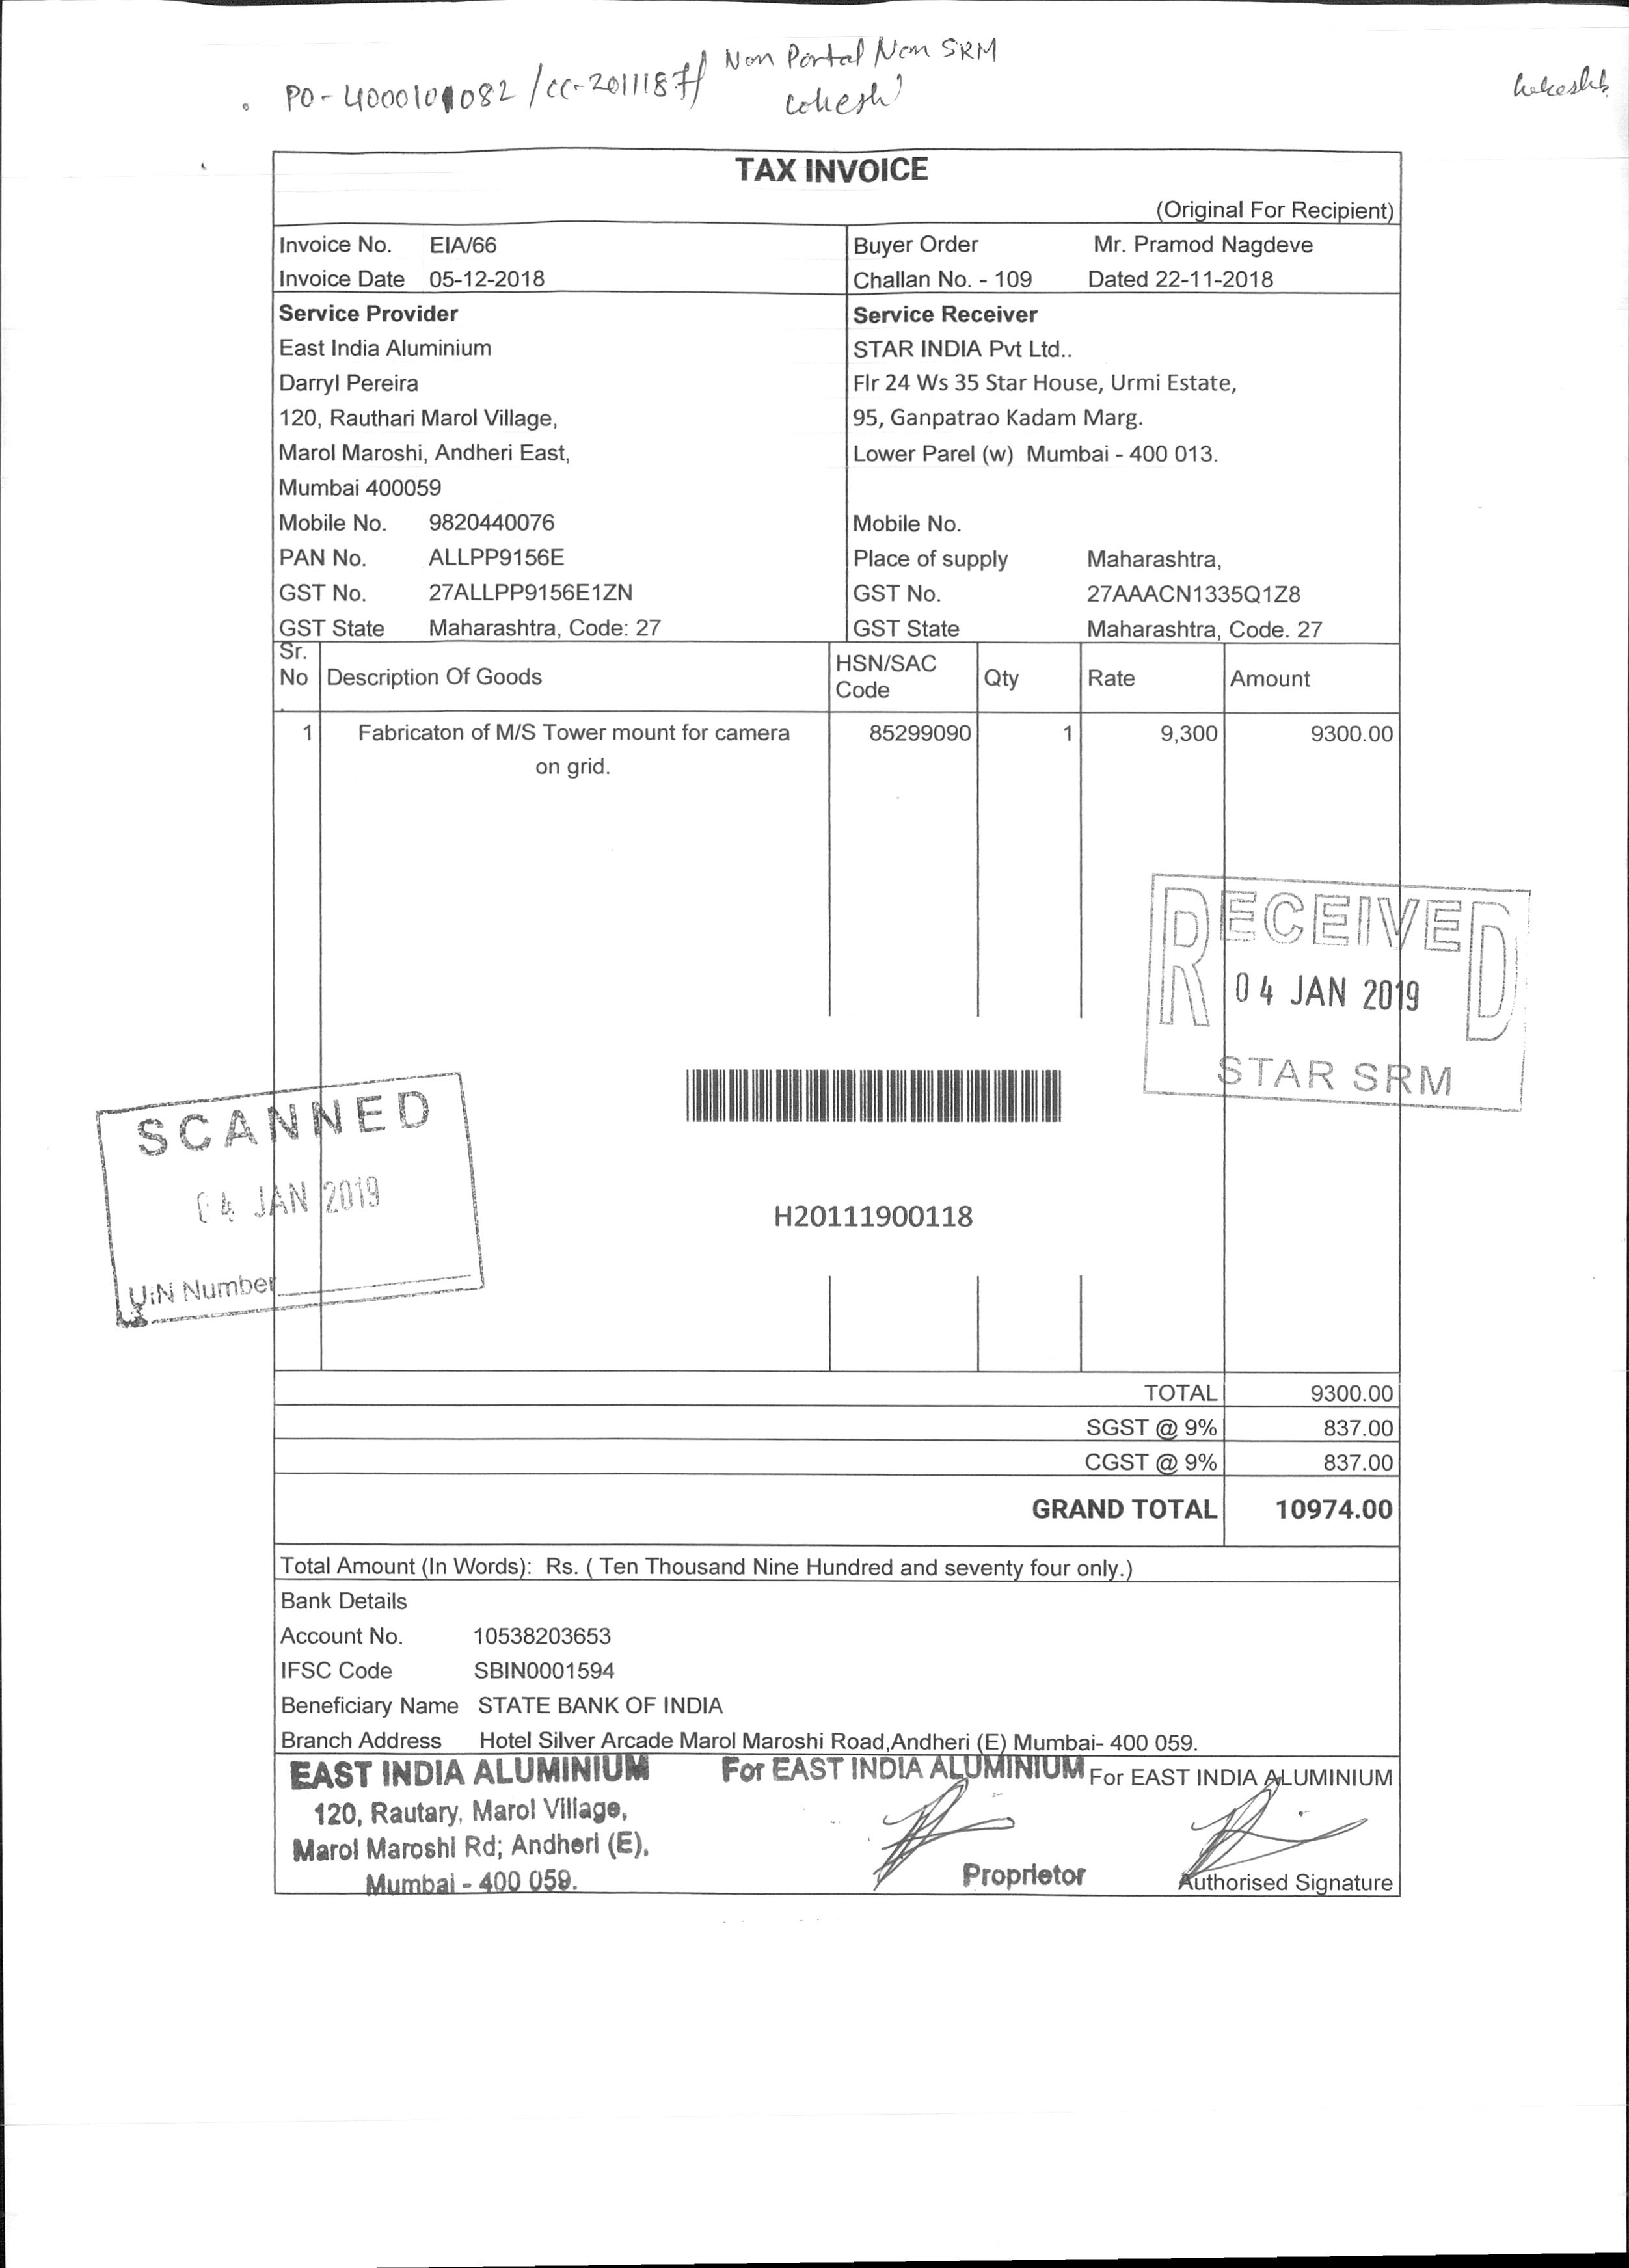 Non Portal Non SRM
PO-4000101082/CC-2011187/
Lokesh
Lokesh
TAX INVOICE
(Original For Recipient)
Invoice No. EIA/66 Buyer Order Mr. Pramod Nagdeve
Invoice Date 05-12-2018 Challan No. - 109 Dated 22-11-2018
Service Provider Service Receiver
East India Aluminium STAR INDIA Pvt Ltd..
Darryl Pereira Flr 24 Ws 35 Star House, Urmi Estate,
120, Rauthari Marol Village, 95, Ganpatrao Kadam Marg.
Marol Maroshi, Andheri East, Lower Parel (w) Mumbai - 400 013.
Mumbai 400059
Mobile No. 9820440076 Mobile No.
PAN No. ALLPP9156E Place of supply Maharashtra,
GST No. 27ALLPP9156E1ZN GST No. 27AAACN1335Q1Z8
GST State Maharashtra, Code: 27 GST State Maharashtra, Code. 27
Sr. No Description Of Goods HSN/SAC Code Qty Rate Amount
1 Fabricaton of M/S Tower mount for camera 85299090 1 9,300 9300.00
on grid.
RECEIVED
04 JAN 2019
STAR SRM
SCANNED
04 JAN 2019
UiN Number
H20111900118
TOTAL 9300.00
SGST @ 9% 837.00
CGST @ 9% 837.00
GRAND TOTAL 10974.00
Total Amount (In Words): Rs. ( Ten Thousand Nine Hundred and seventy four only.)
Bank Details
Account No. 10538203653
IFSC Code SBIN0001594
Beneficiary Name STATE BANK OF INDIA
Branch Address Hotel Silver Arcade Marol Maroshi Road,Andheri (E) Mumbai- 400 059.
EAST INDIA ALUMINIUM For EAST INDIA ALUMINIUM For EAST INDIA ALUMINIUM
120, Rautary, Marol Village,
Marol Maroshi Rd; Andheri (E),
Mumbai - 400 059. Proprietor Authorised Signature